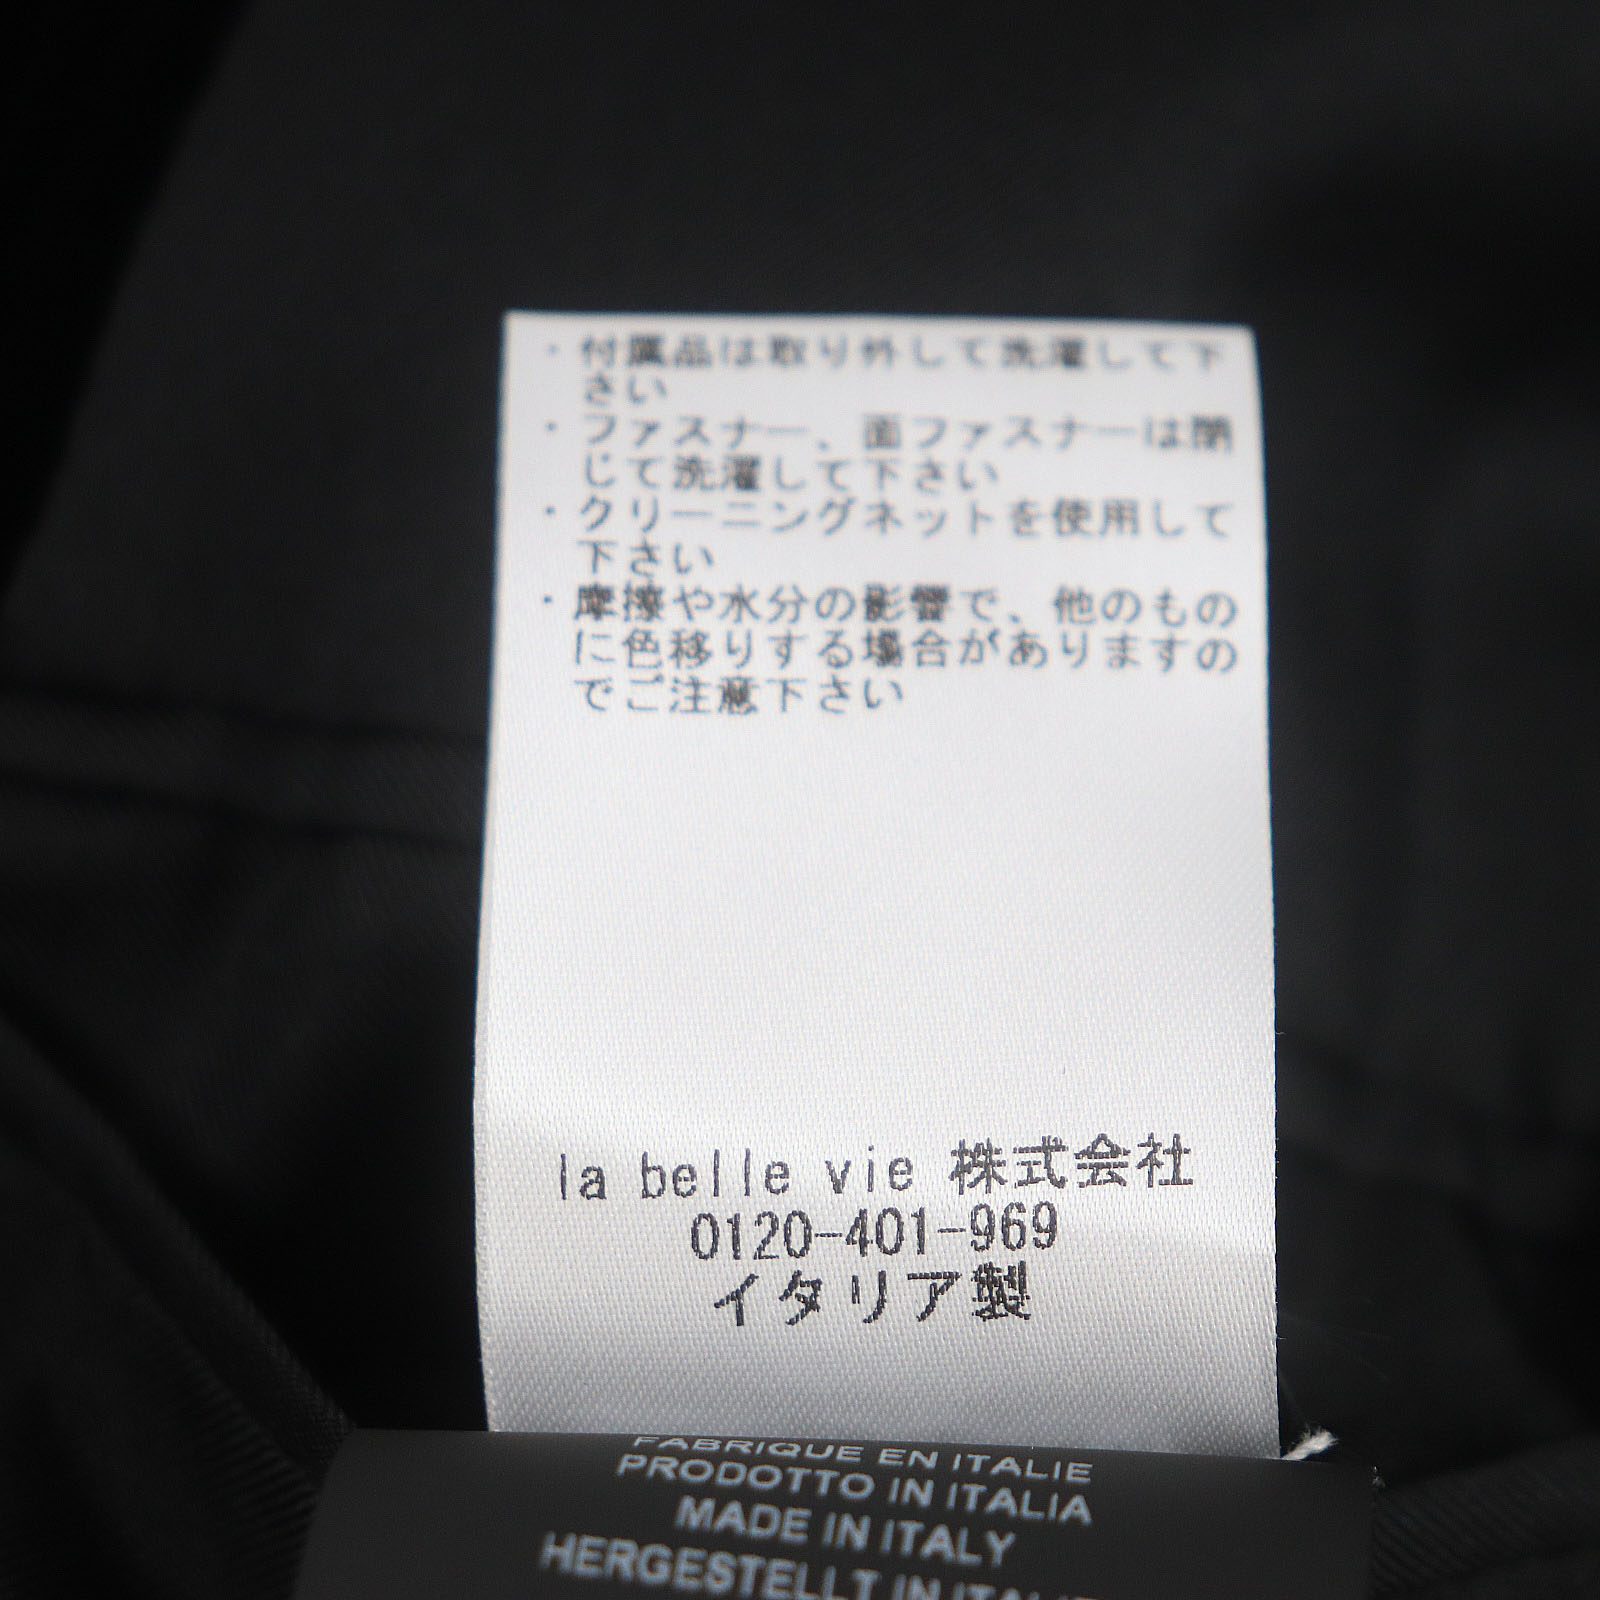 ・付属品は取り外して洗濯して下
さい
・ファスナー、面ファスナーは閉
じて洗濯して下さい
・クリーニングネットを使用して
下さい
・摩擦や水分の影響で、他のもの
に色移りする場合がありますの
でご注意下さい
la belle vie 株式会社
0120-401-969
イタリア製
FABRIQUE EN ITALIE
PRODOTTO IN ITALIA
MADE IN ITALY
HERGESTELLT IN ITALIE